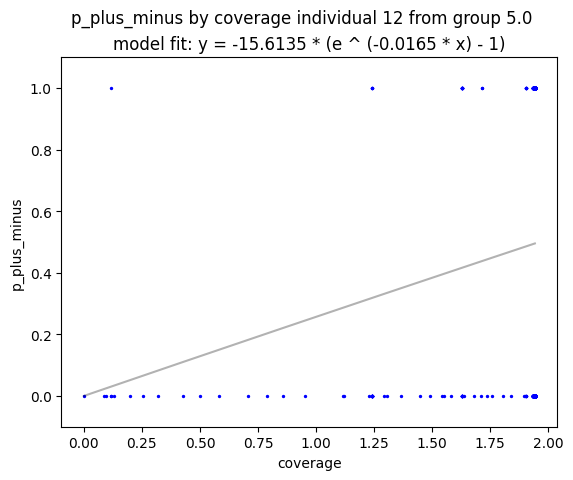 p_plus_minus by coverage individual 12 from group 5.0
model fit: y = -15.6135 * (e ^ (-0.0165 * x) - 1)
1.0
0.8
0.6
0.4
0.2
0.0
p_plus_minus
0.00 0.25 0.50 0.75 1.00 1.25 1.50 1.75 2.00
coverage